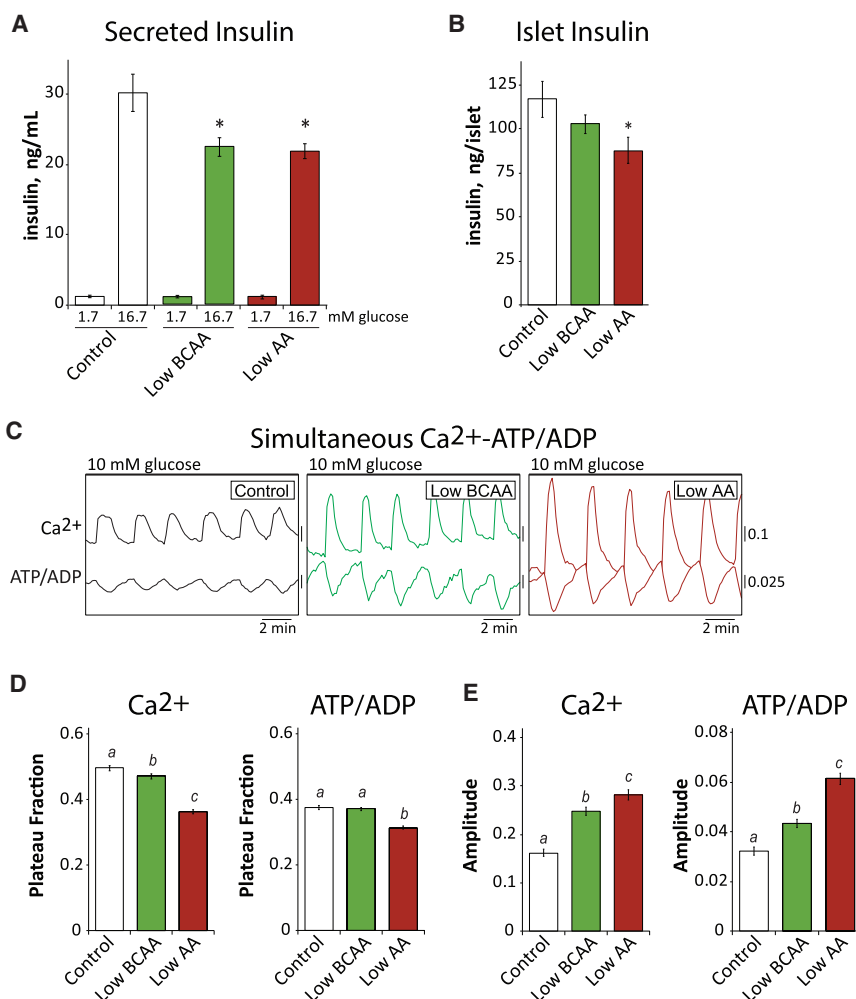 A
Secreted Insulin
insulin, ng/mL
30
20
10
0
*
*
1.7 16.7 1.7 16.7 1.7 16.7 mM glucose
Control
Low BCAA
Low AA
B
Islet Insulin
insulin, ng/islet
125
100
75
50
25
0
*
Control
Low BCAA
Low AA
C
Simultaneous Ca2+-ATP/ADP
10 mM glucose
10 mM glucose
10 mM glucose
Control
Low BCAA
Low AA
Ca2+
0.1
ATP/ADP
0.025
2 min
2 min
2 min
D
Ca2+
Plateau Fraction
0.6
0.4
0.2
0
a
b
c
Control
Low BCAA
Low AA
ATP/ADP
Plateau Fraction
0.6
0.4
0.2
0
a
a
b
Control
Low BCAA
Low AA
E
Ca2+
Amplitude
0.4
0.3
0.2
0.1
0
a
b
c
Control
Low BCAA
Low AA
ATP/ADP
Amplitude
0.08
0.06
0.04
0.02
0
a
b
c
Control
Low BCAA
Low AA